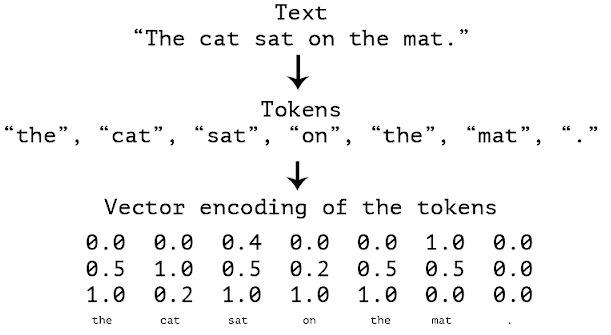 Text
“The cat sat on the mat.”
Tokens
“the”, “cat”, “sat”, “on”, “the”, “mat”, “.”
Vector encoding of the tokens
0.0 0.0 0.4 0.0 0.0 1.0 0.0
0.5 1.0 0.5 0.2 0.5 0.5 0.0
1.0 0.2 1.0 1.0 1.0 0.0 0.0
the cat sat on the mat .